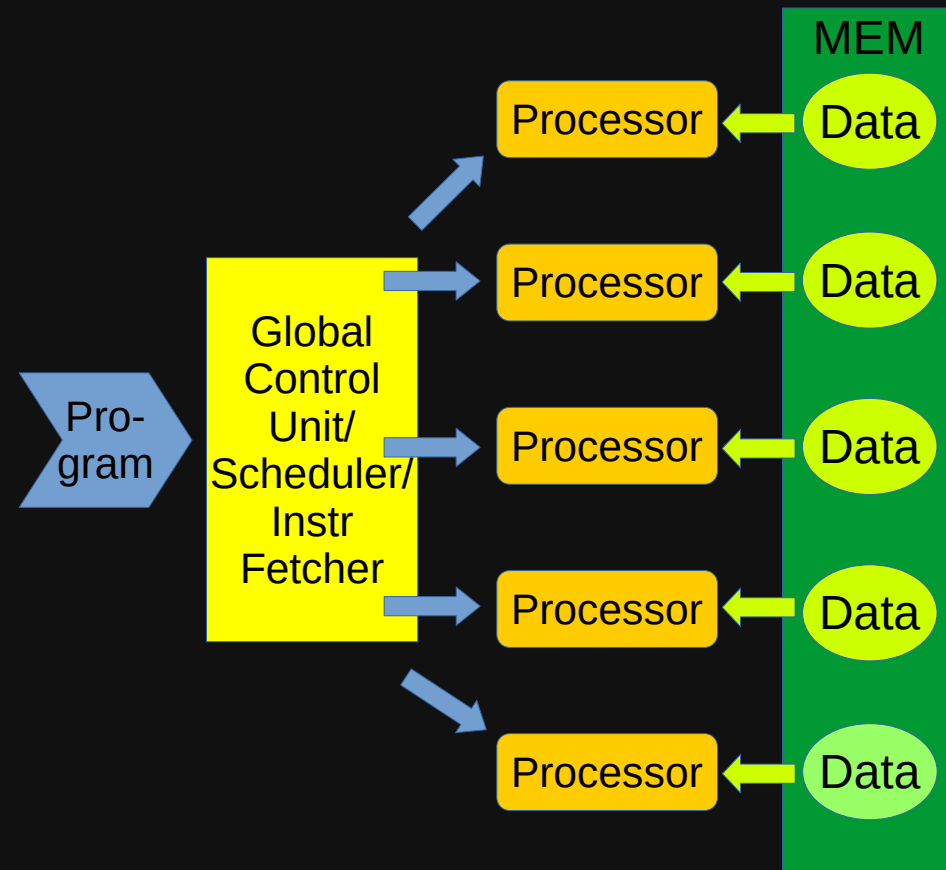 MEM
Processor
Data
Processor
Data
Global
Control
Unit/
Scheduler/
Instr
Fetcher
Pro-
gram
Processor
Data
Processor
Data
Processor
Data